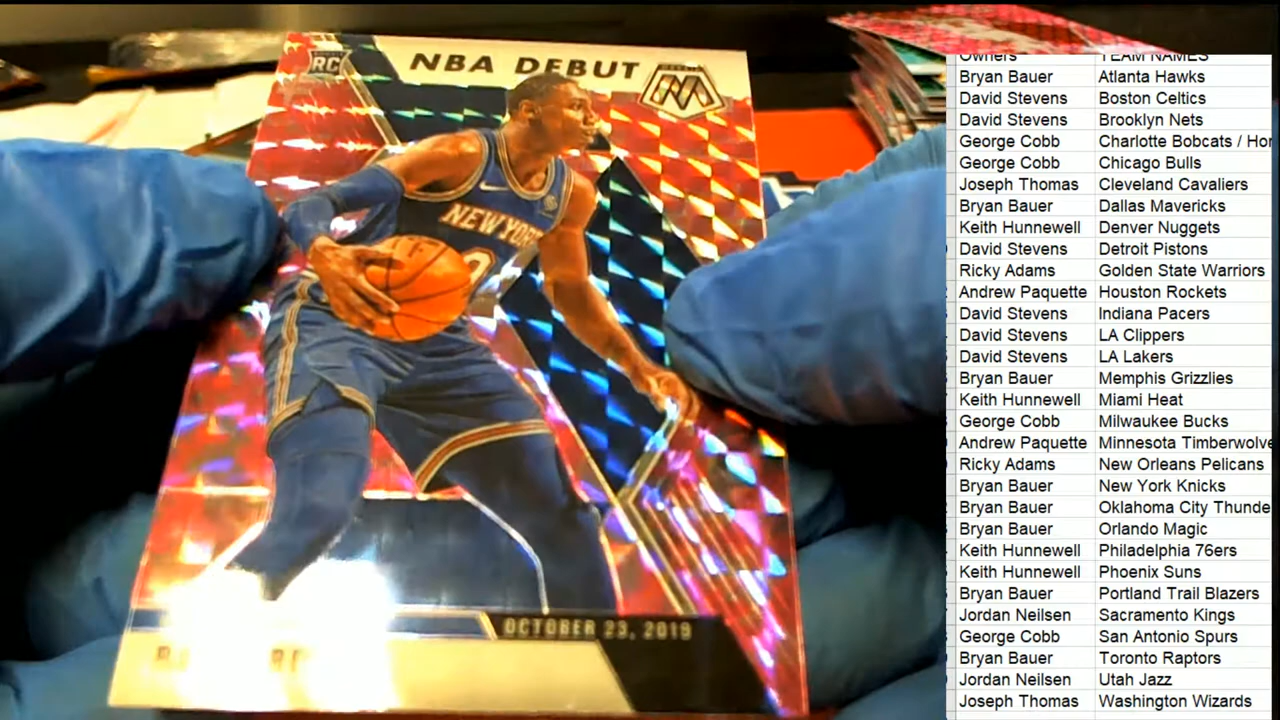 RC
NBA DEBUT
NEW YORK
OCTOBER 23, 2019
Owners TEAM NAMES
Bryan Bauer Atlanta Hawks
David Stevens Boston Celtics
David Stevens Brooklyn Nets
George Cobb Charlotte Bobcats / Hor
George Cobb Chicago Bulls
Joseph Thomas Cleveland Cavaliers
Bryan Bauer Dallas Mavericks
Keith Hunnewell Denver Nuggets
David Stevens Detroit Pistons
Ricky Adams Golden State Warriors
Andrew Paquette Houston Rockets
David Stevens Indiana Pacers
David Stevens LA Clippers
David Stevens LA Lakers
Bryan Bauer Memphis Grizzlies
Keith Hunnewell Miami Heat
George Cobb Milwaukee Bucks
Andrew Paquette Minnesota Timberwolve
Ricky Adams New Orleans Pelicans
Bryan Bauer New York Knicks
Bryan Bauer Oklahoma City Thunde
Bryan Bauer Orlando Magic
Keith Hunnewell Philadelphia 76ers
Keith Hunnewell Phoenix Suns
Bryan Bauer Portland Trail Blazers
Jordan Neilsen Sacramento Kings
George Cobb San Antonio Spurs
Bryan Bauer Toronto Raptors
Jordan Neilsen Utah Jazz
Joseph Thomas Washington Wizards